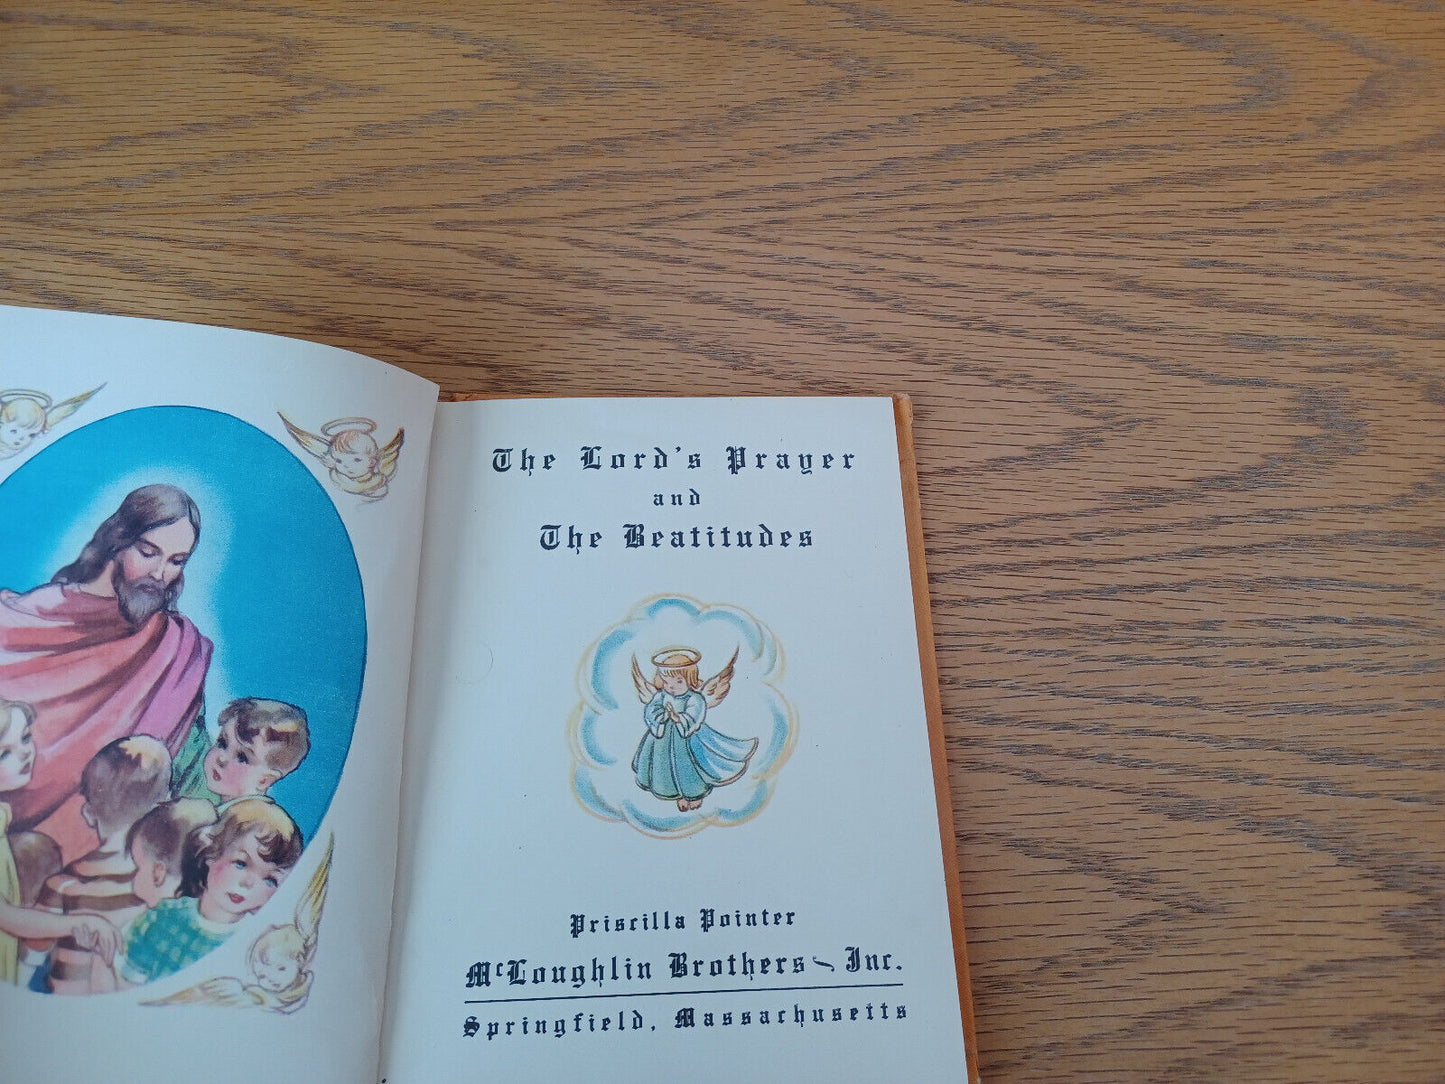 The Lord's Prayer
and
The Beatitudes
Priscilla Pointer
McLoughlin Brothers ~ Inc.
Springfield, Massachusetts